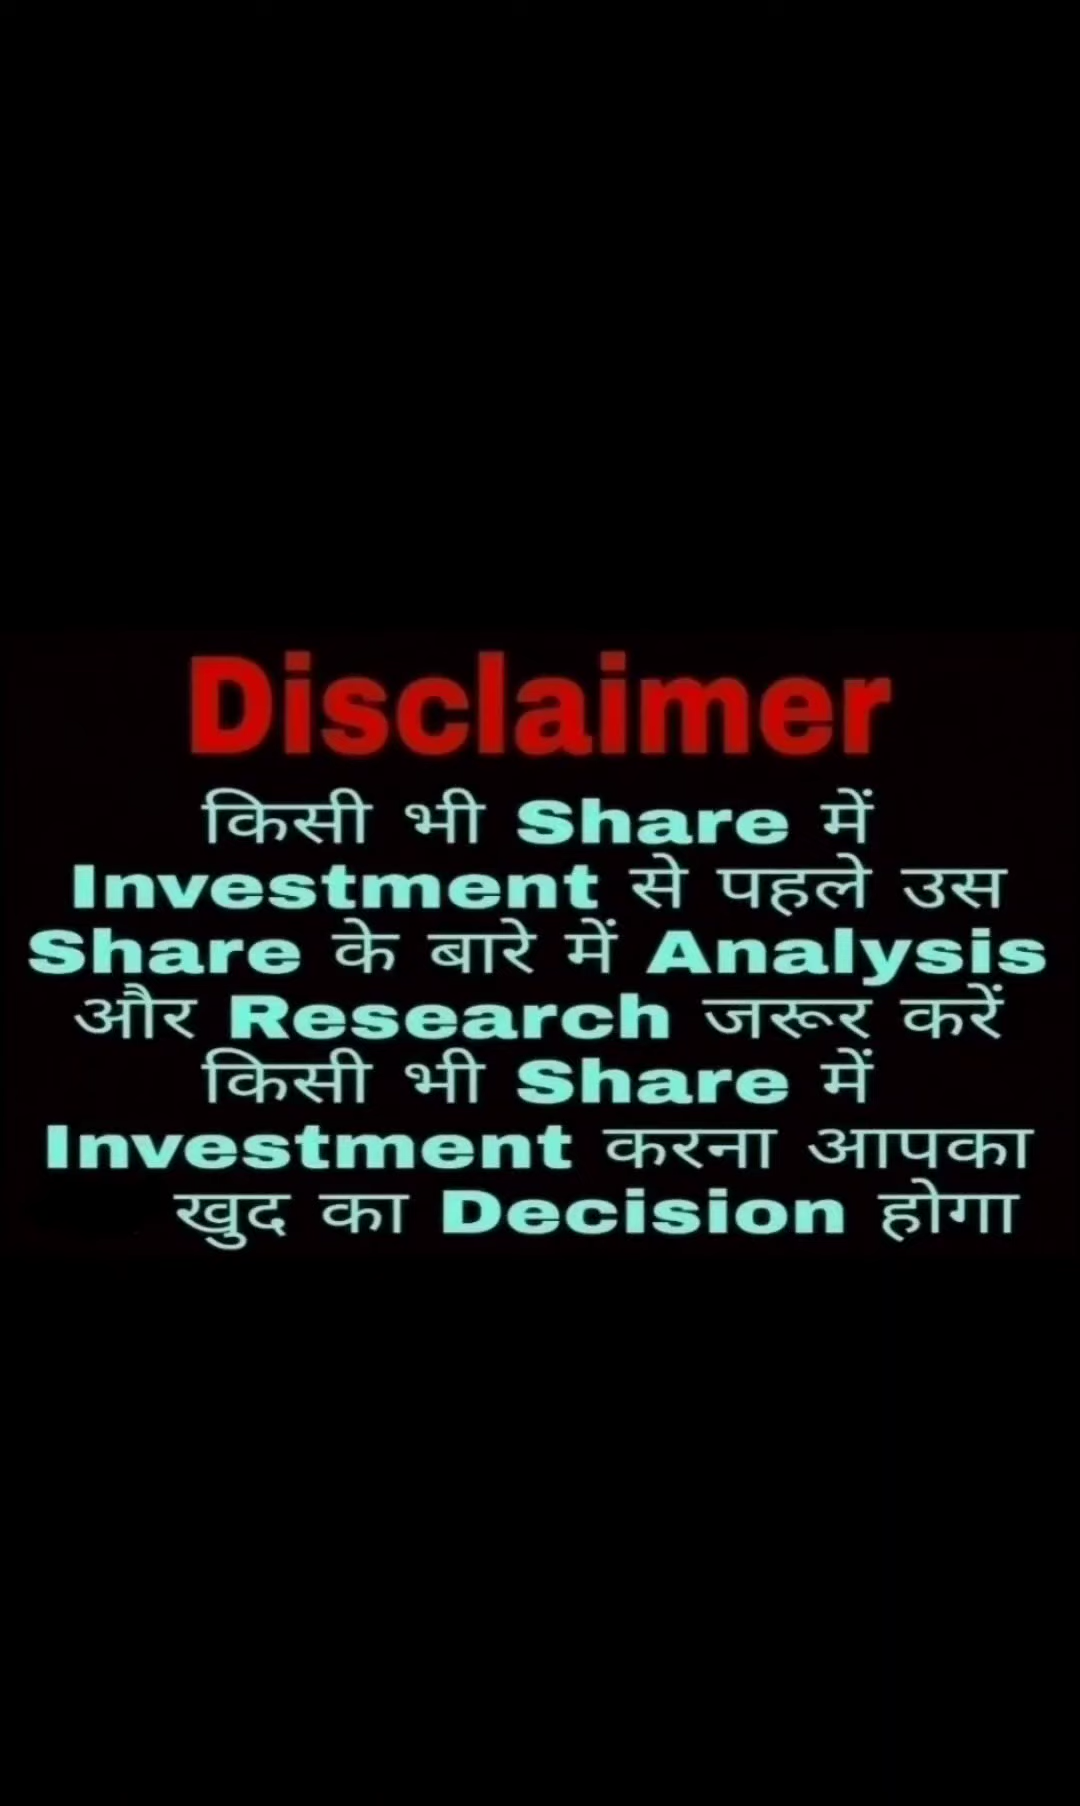 Disclaimer
किसी भी Share में
Investment से पहले उस
Share के बारे में Analysis
और Research जरूर करें
किसी भी Share में
Investment करना आपका
खुद का Decision होगा